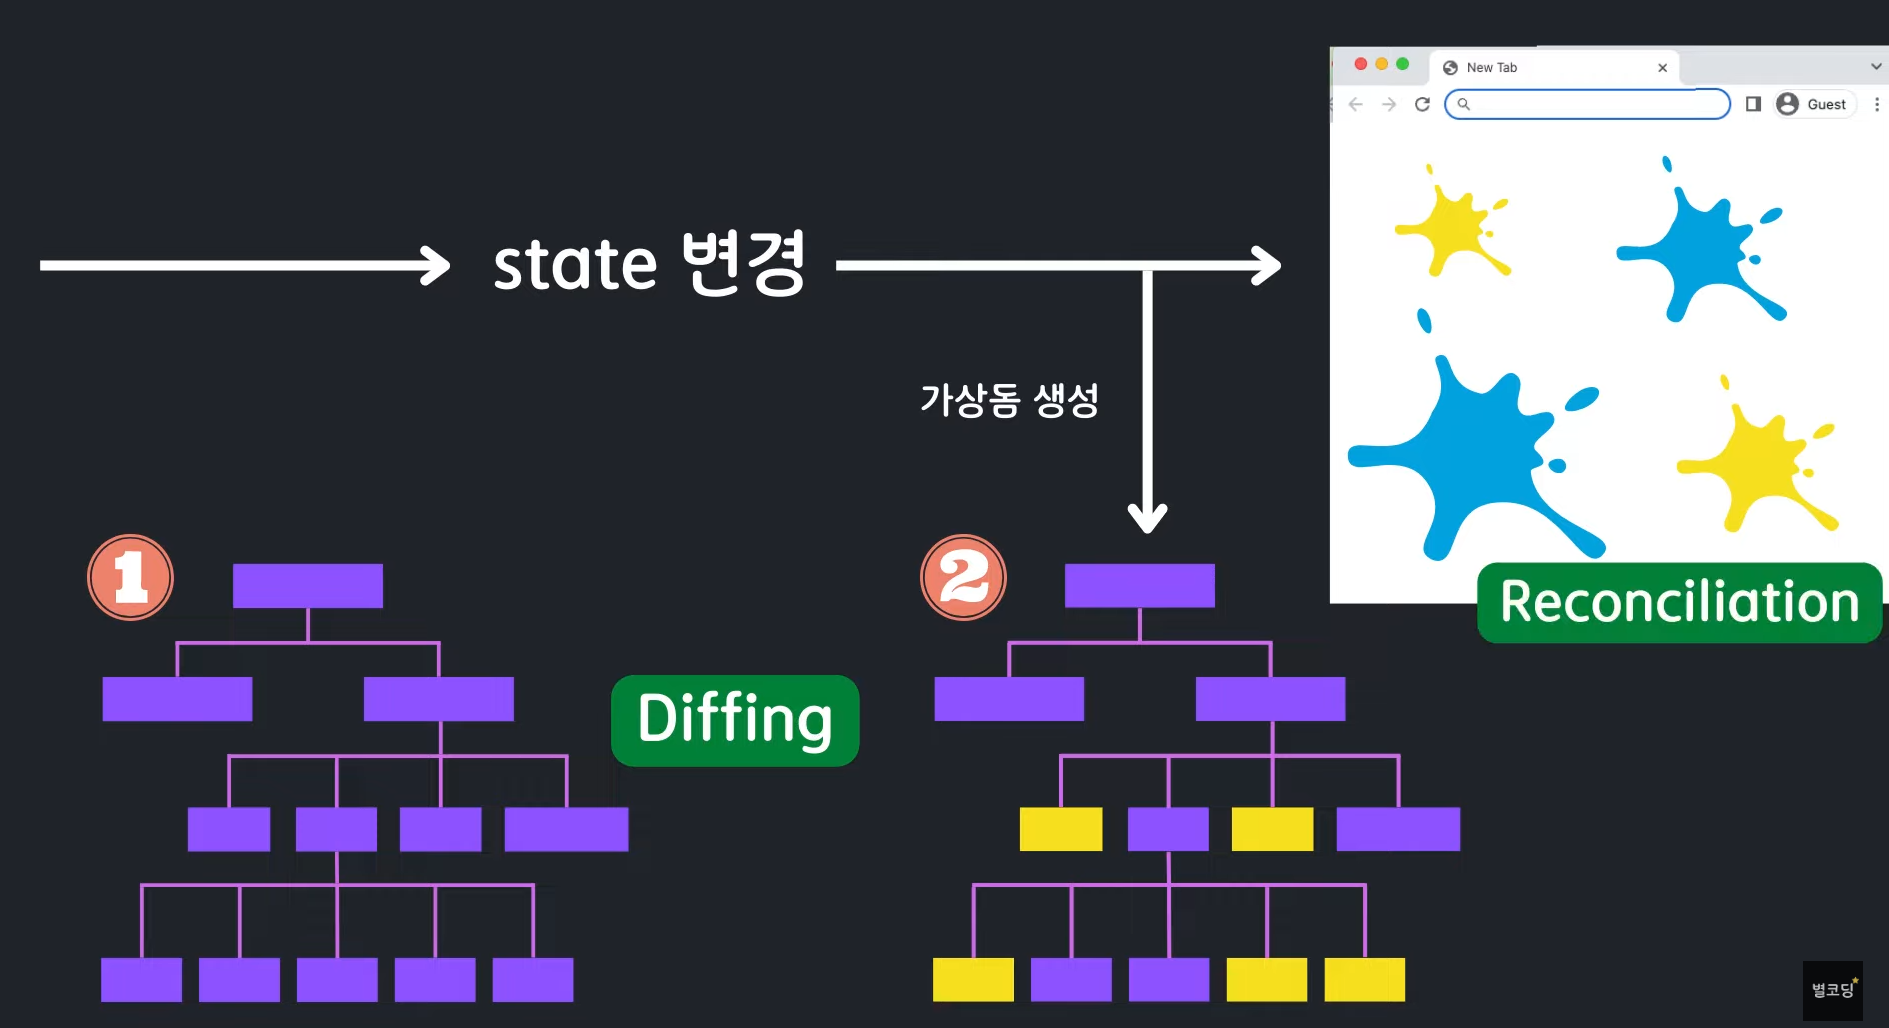 New Tab
Guest
state 변경
가상돔 생성
1
2
Reconciliation
Diffing
별코딩